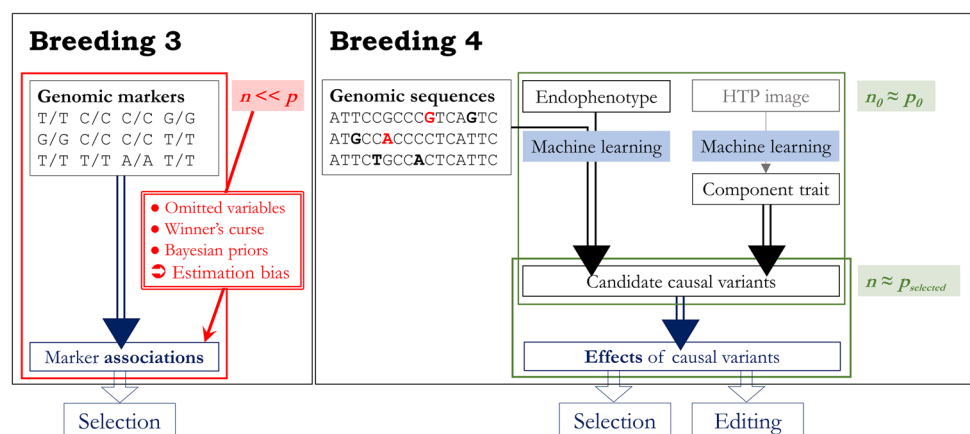 Breeding 3
Genomic markers
T/T C/C C/C G/G
G/G C/C C/C T/T
T/T T/T A/A T/T
n << p
● Omitted variables
● Winner's curse
● Bayesian priors
➲ Estimation bias
Marker associations
Selection
Breeding 4
Genomic sequences
ATTCCGCCCGTCAGTC
ATGCCACCCTCATTC
ATTCTGCCACTCATTC
Endophenotype
HTP image
n0 ≈ p0
Machine learning
Machine learning
Component trait
Candidate causal variants
n ≈ pselected
Effects of causal variants
Selection
Editing